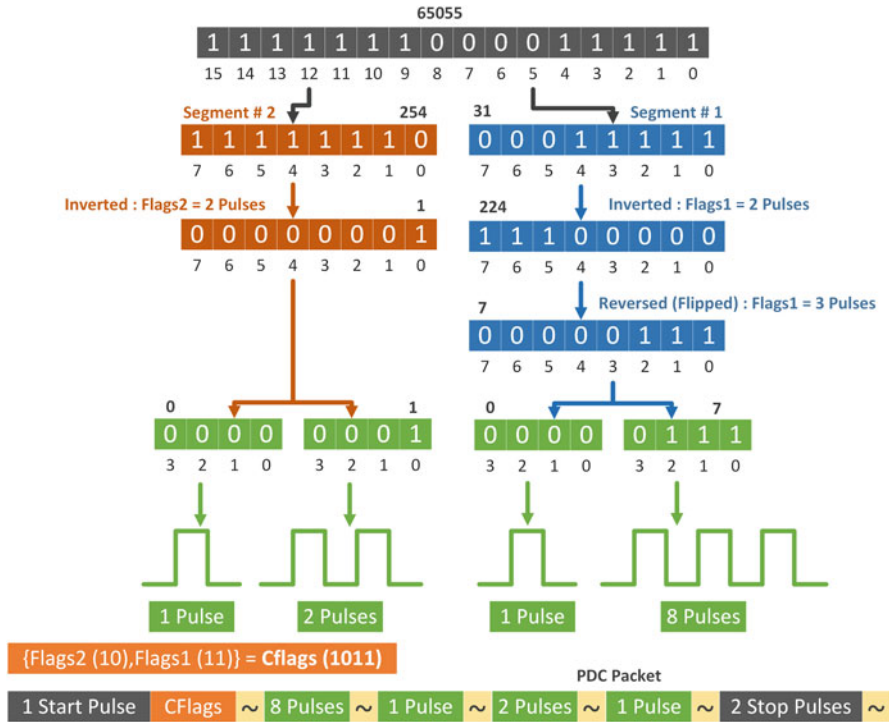 65055
1 1 1 1 1 1 1 0 0 0 0 1 1 1 1 1
15 14 13 12 11 10 9 8 7 6 5 4 3 2 1 0
Segment # 2 254 31 Segment # 1
1 1 1 1 1 1 1 0 0 0 0 1 1 1 1 1
7 6 5 4 3 2 1 0 7 6 5 4 3 2 1 0
Inverted : Flags2 = 2 Pulses 1 224 Inverted : Flags1 = 2 Pulses
0 0 0 0 0 0 0 1 1 1 1 0 0 0 0 0
7 6 5 4 3 2 1 0 7 6 5 4 3 2 1 0
7 Reversed (Flipped) : Flags1 = 3 Pulses
0 0 0 0 0 1 1 1
7 6 5 4 3 2 1 0
0 1 0 7
0 0 0 0 0 0 0 1 0 0 0 0 0 1 1 1
3 2 1 0 3 2 1 0 3 2 1 0 3 2 1 0
1 Pulse 2 Pulses 1 Pulse 8 Pulses
{Flags2 (10),Flags1 (11)} = Cflags (1011)
PDC Packet
1 Start Pulse CFlags ~ 8 Pulses ~ 1 Pulse ~ 2 Pulses ~ 1 Pulse ~ 2 Stop Pulses ~